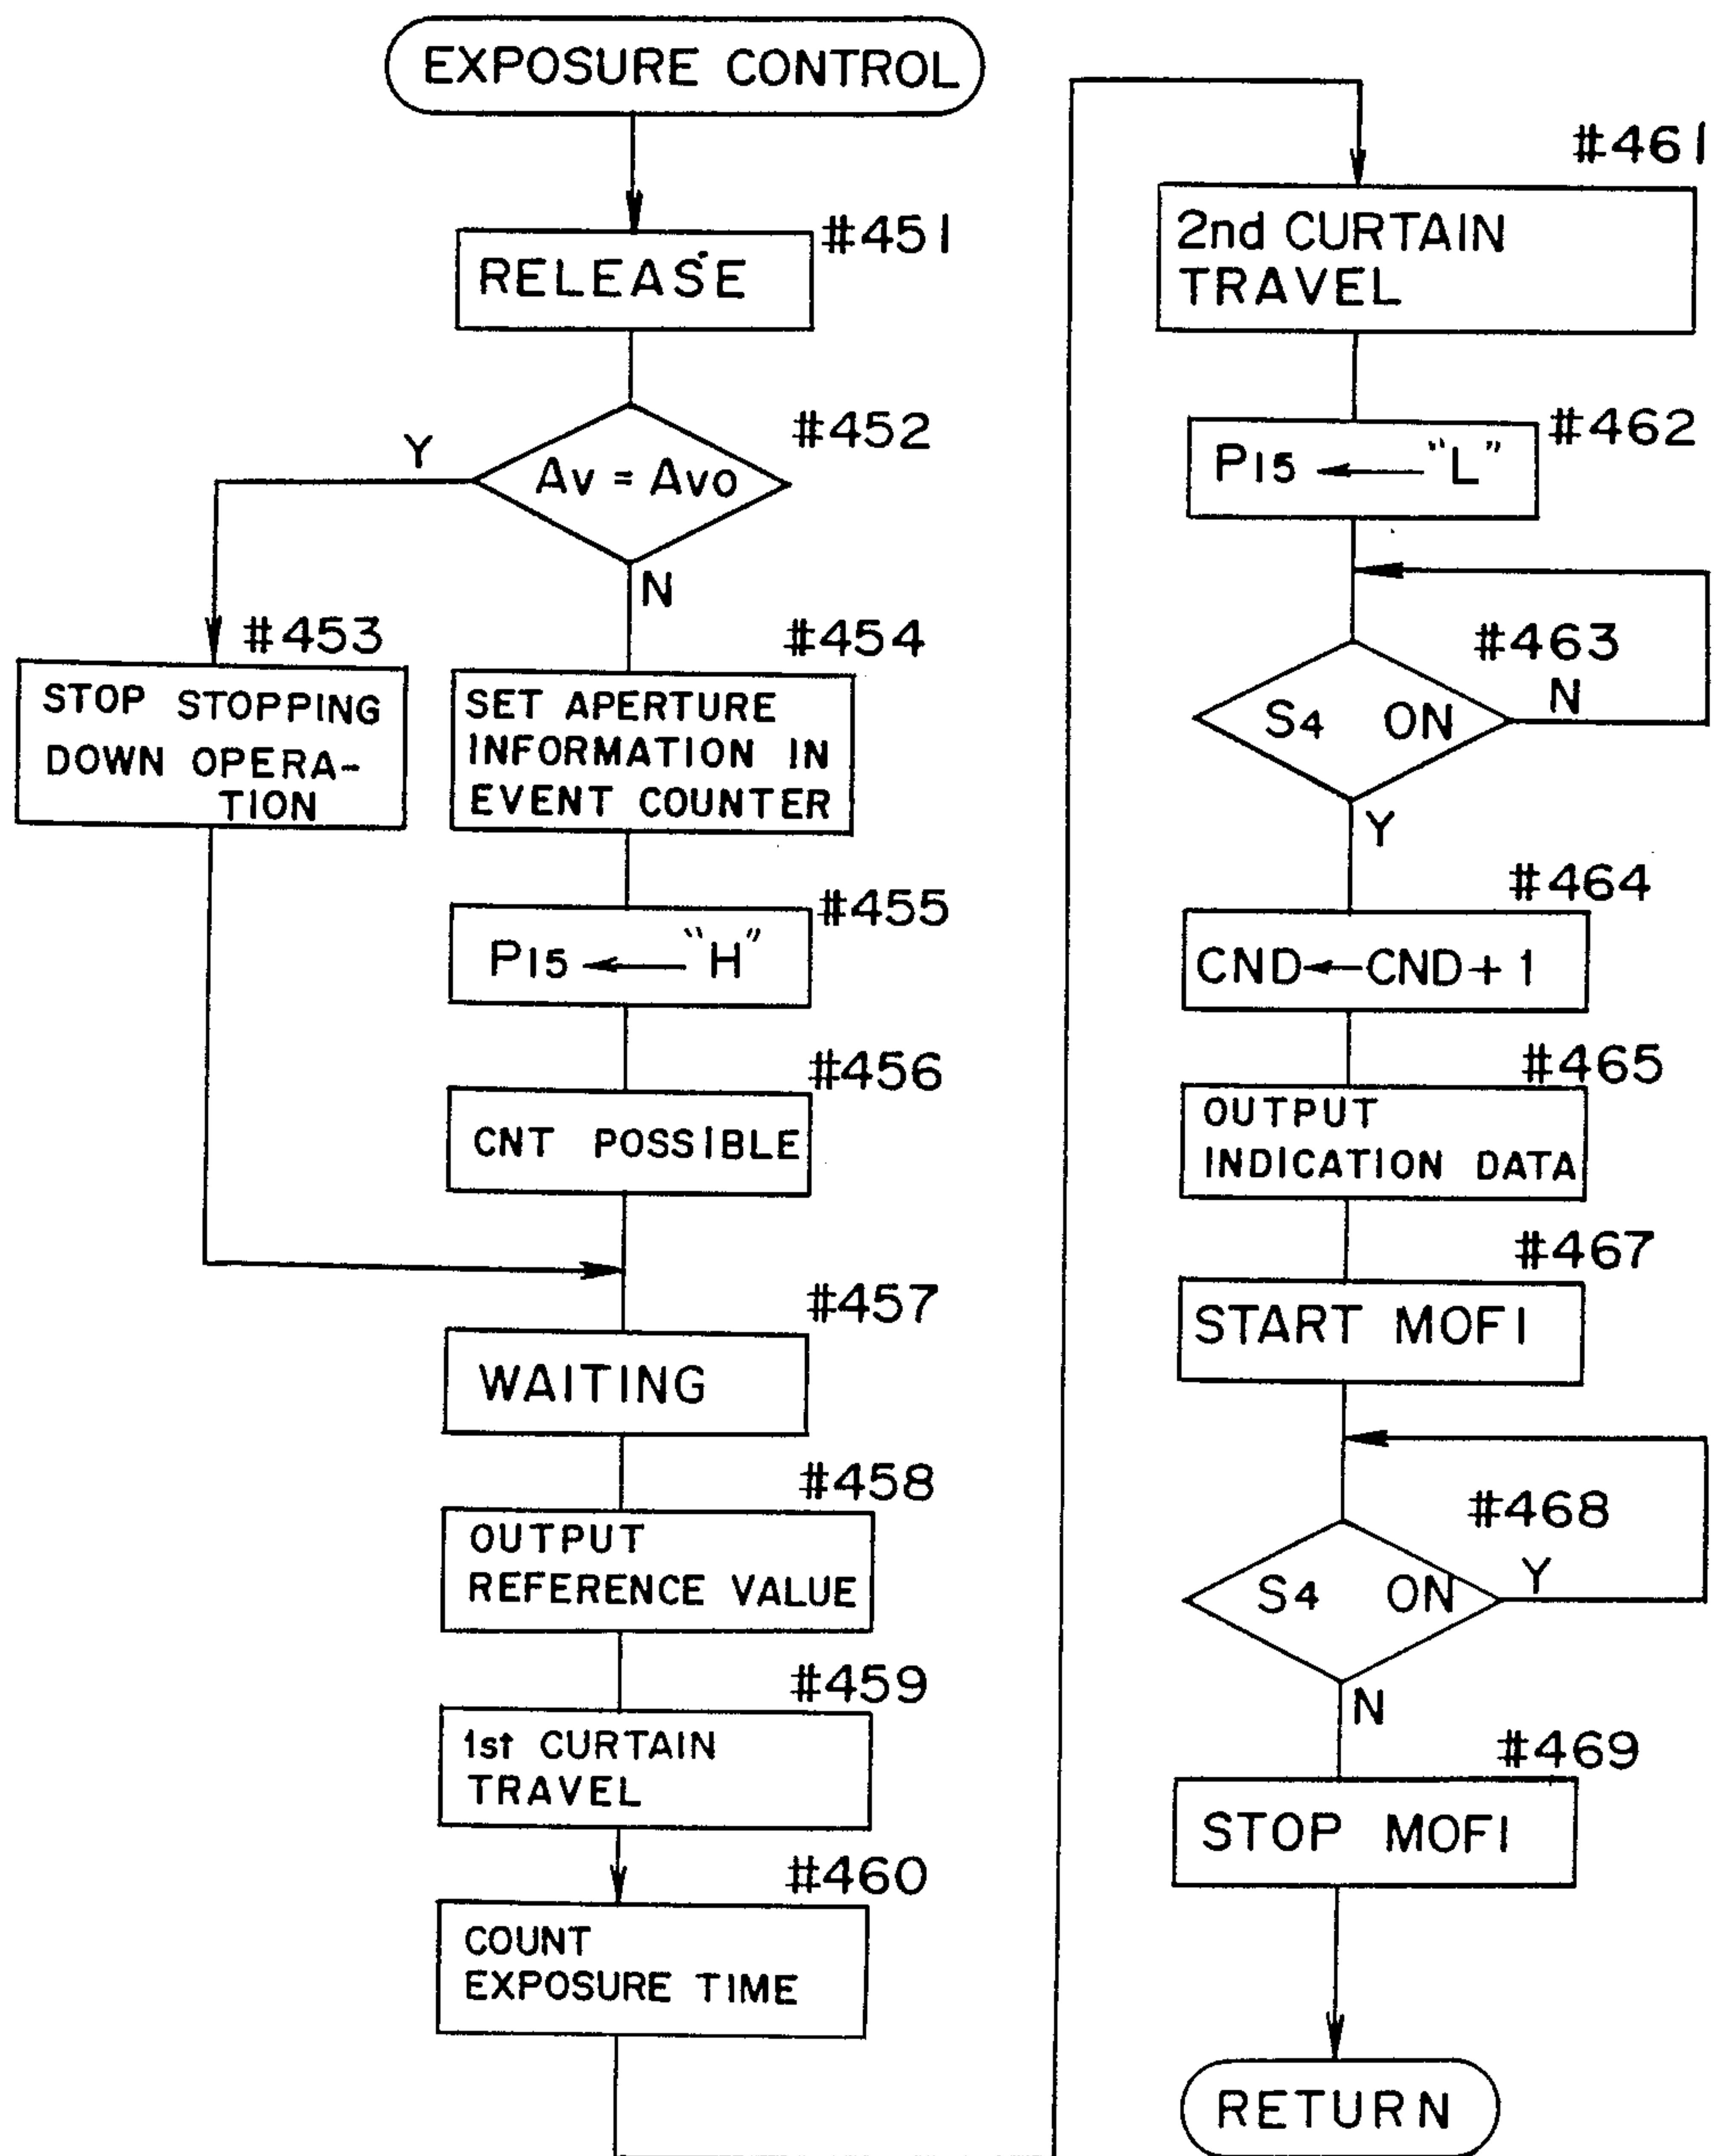 EXPOSURE CONTROL
#451
RELEASE
#452
Av = Avo
Y
N
#453
STOP STOPPING
DOWN OPERA-
TION
#454
SET APERTURE
INFORMATION IN
EVENT COUNTER
#455
P15 ← "H"
#456
CNT POSSIBLE
#457
WAITING
#458
OUTPUT
REFERENCE VALUE
#459
1st CURTAIN
TRAVEL
#460
COUNT
EXPOSURE TIME
#461
2nd CURTAIN
TRAVEL
#462
P15 ← "L"
#463
S4 ON
N
Y
#464
CND←CND+1
#465
OUTPUT
INDICATION DATA
#467
START MOFI
#468
S4 ON
Y
N
#469
STOP MOFI
RETURN